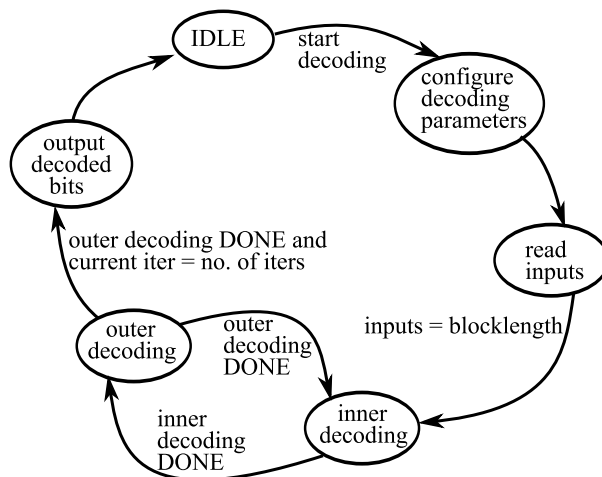 IDLE
start
decoding
configure
decoding
parameters
output
decoded
bits
outer decoding DONE and
current iter = no. of iters
read
inputs
inputs = blocklength
outer
decoding
outer
decoding
DONE
inner
decoding
inner
decoding
DONE